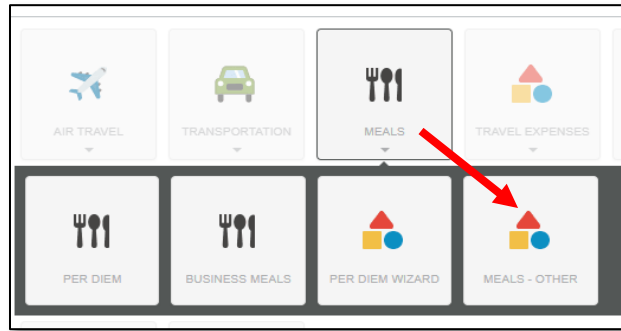 AIR TRAVEL
TRANSPORTATION
MEALS
TRAVEL EXPENSES
PER DIEM
BUSINESS MEALS
PER DIEM WIZARD
MEALS - OTHER